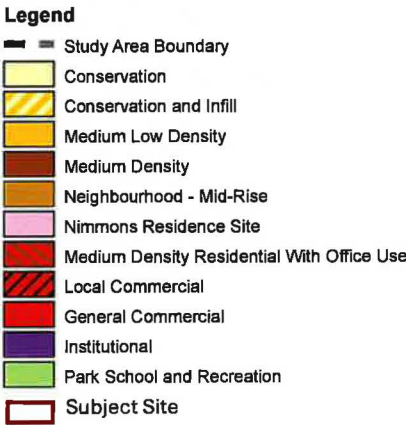 Legend
Study Area Boundary
Conservation
Conservation and Infill
Medium Low Density
Medium Density
Neighbourhood - Mid-Rise
Nimmons Residence Site
Medium Density Residential With Office Use
Local Commercial
General Commercial
Institutional
Park School and Recreation
Subject Site